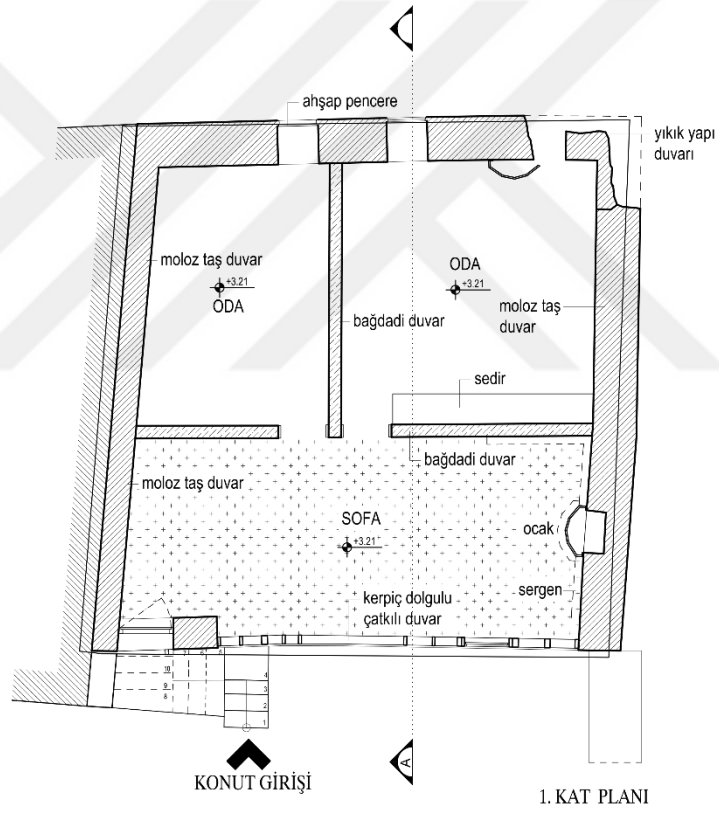 ahşap pencere
yıkık yapı
duvarı
moloz taş duvar
+3.21
ODA
ODA
+3.21
moloz taş
duvar
bağdadi duvar
sedir
bağdadi duvar
moloz taş duvar
SOFA
+3.21
ocak
sergen
kerpiç dolgulu
çatkılı duvar
10
9
8
4
3
2
1
A
KONUT GİRİŞİ
1. KAT PLANI